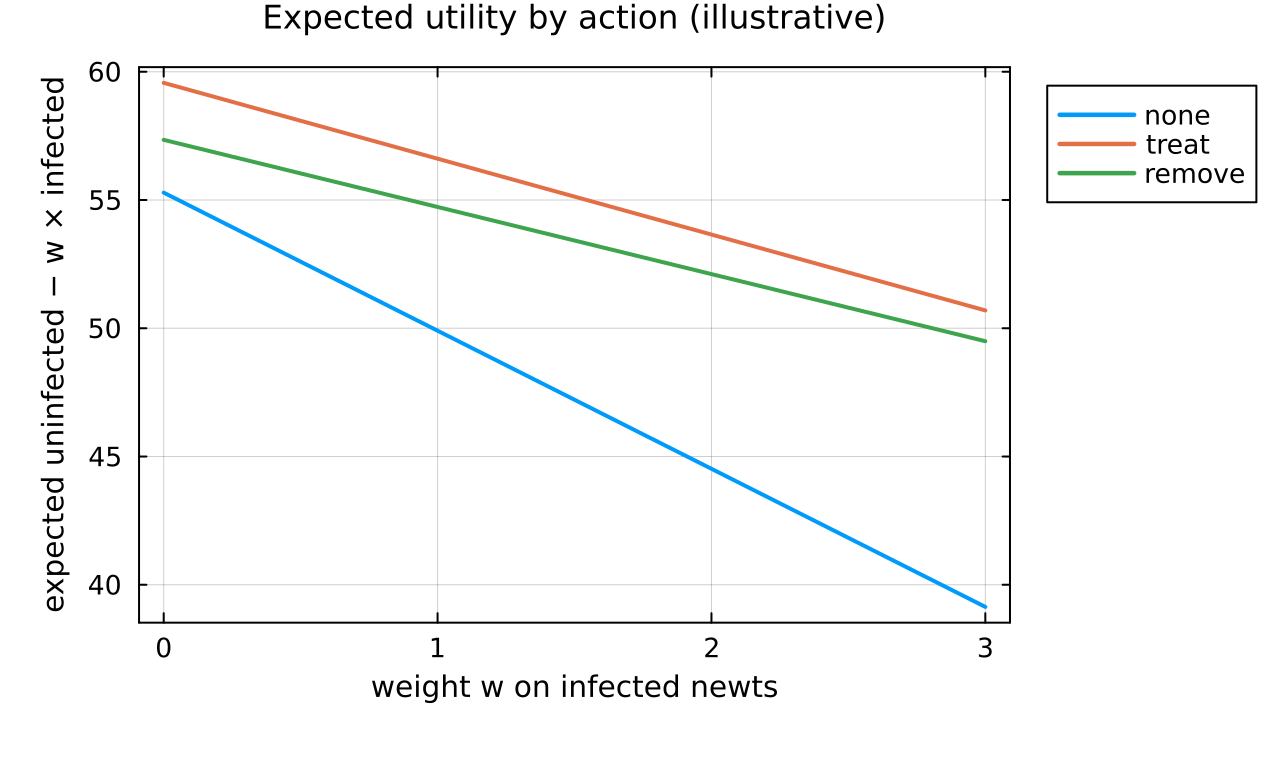 Expected utility by action (illustrative)
expected uninfected − w × infected
60
55
50
45
40
0 1 2 3
weight w on infected newts
none
treat
remove